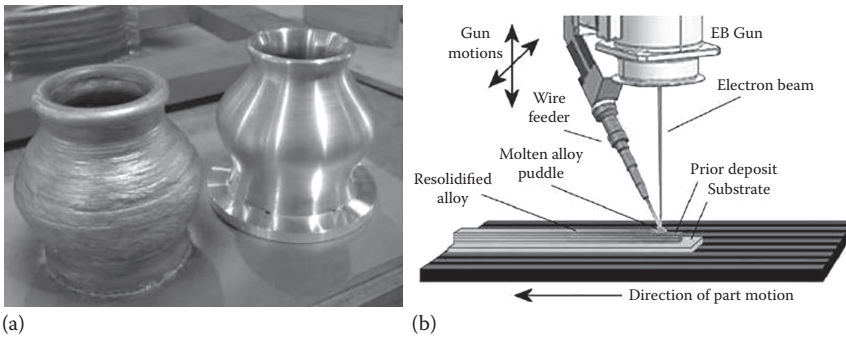 Gun
motions
EB Gun
Electron beam
Wire
feeder
Molten alloy
puddle
Resolidified
alloy
Prior deposit
Substrate
Direction of part motion
(a)
(b)